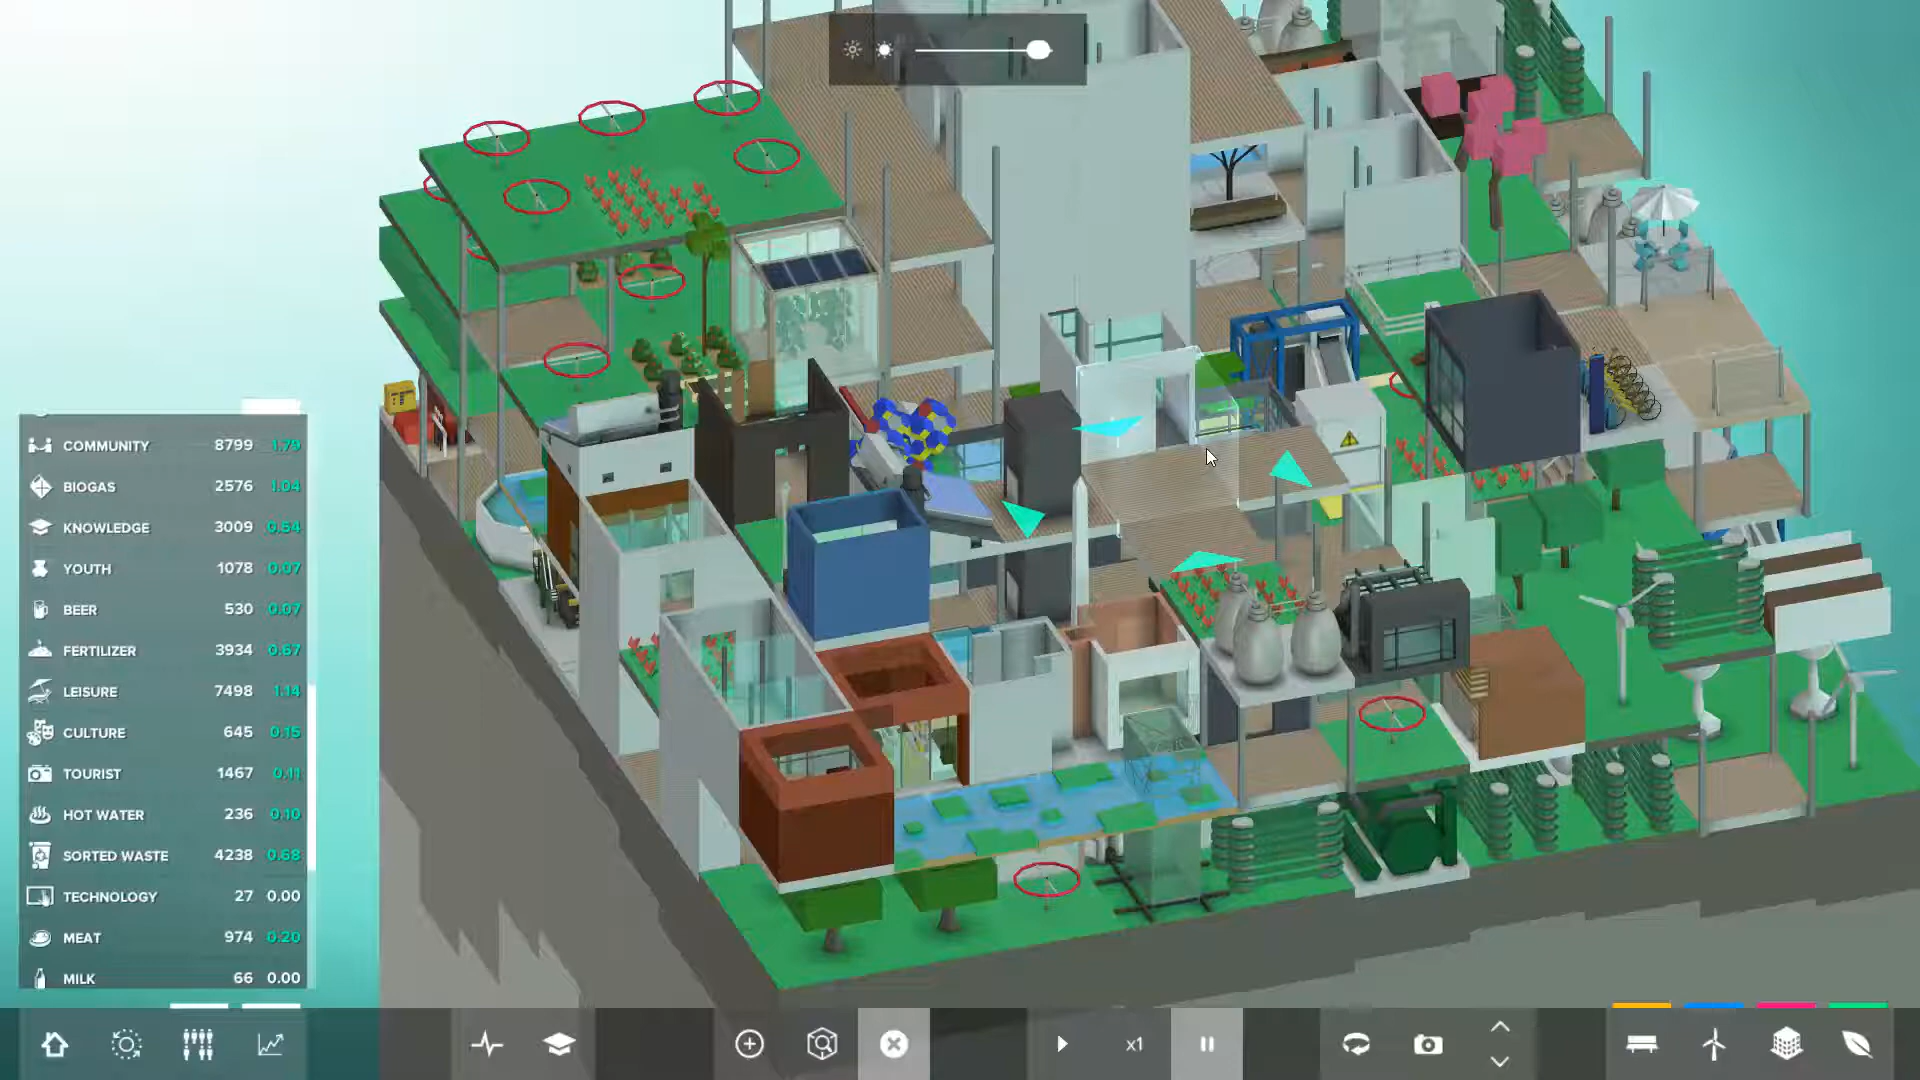 COMMUNITY 8799 1.79
BIOGAS 2576 1.04
KNOWLEDGE 3009 0.54
YOUTH 1078 0.07
BEER 530 0.07
FERTILIZER 3934 0.67
LEISURE 7498 1.14
CULTURE 645 0.15
TOURIST 1467 0.11
HOT WATER 236 0.10
SORTED WASTE 4238 0.68
TECHNOLOGY 27 0.00
MEAT 974 0.20
MILK 66 0.00
x1